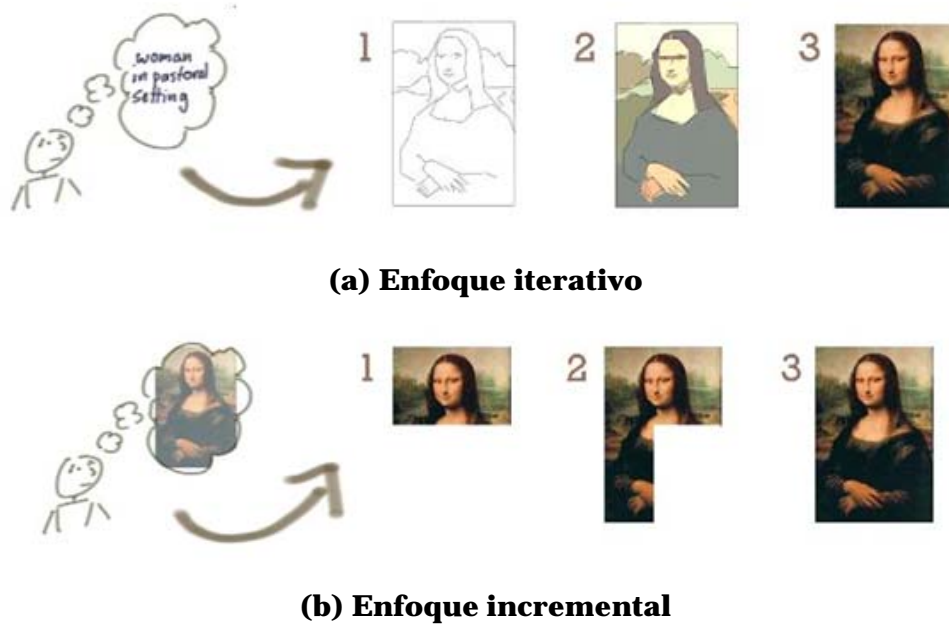 woman
in pastoral
setting
1
2
3
(a) Enfoque iterativo
1
2
3
(b) Enfoque incremental